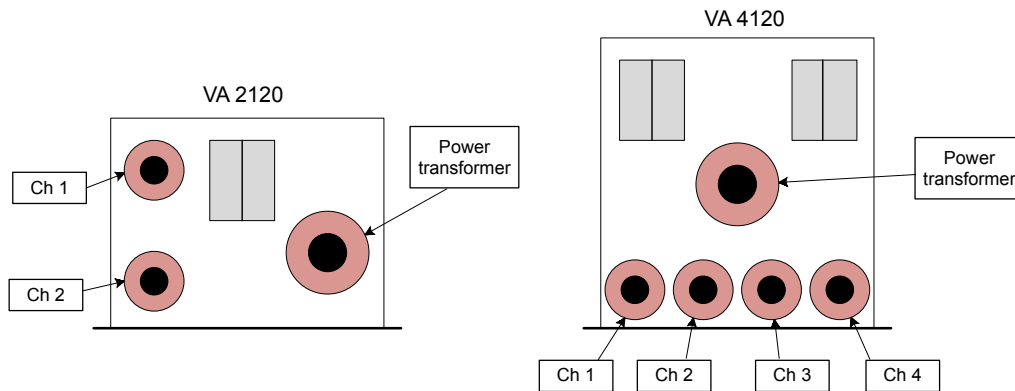 VA 4120
VA 2120
Power
transformer
Ch 1
Power
transformer
Ch 2
Ch 1
Ch 2
Ch 3
Ch 4